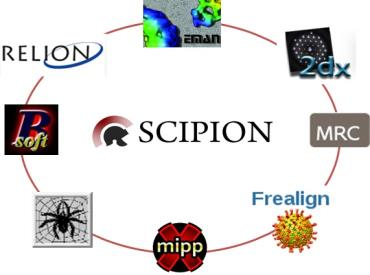 EMAN
RELION
2dx
B
soft
SCIPION
MRC
Frealign
mipp